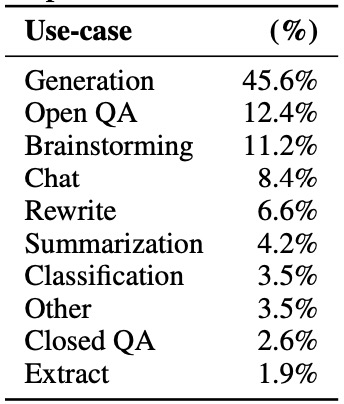 Use-case (%)
Generation 45.6%
Open QA 12.4%
Brainstorming 11.2%
Chat 8.4%
Rewrite 6.6%
Summarization 4.2%
Classification 3.5%
Other 3.5%
Closed QA 2.6%
Extract 1.9%